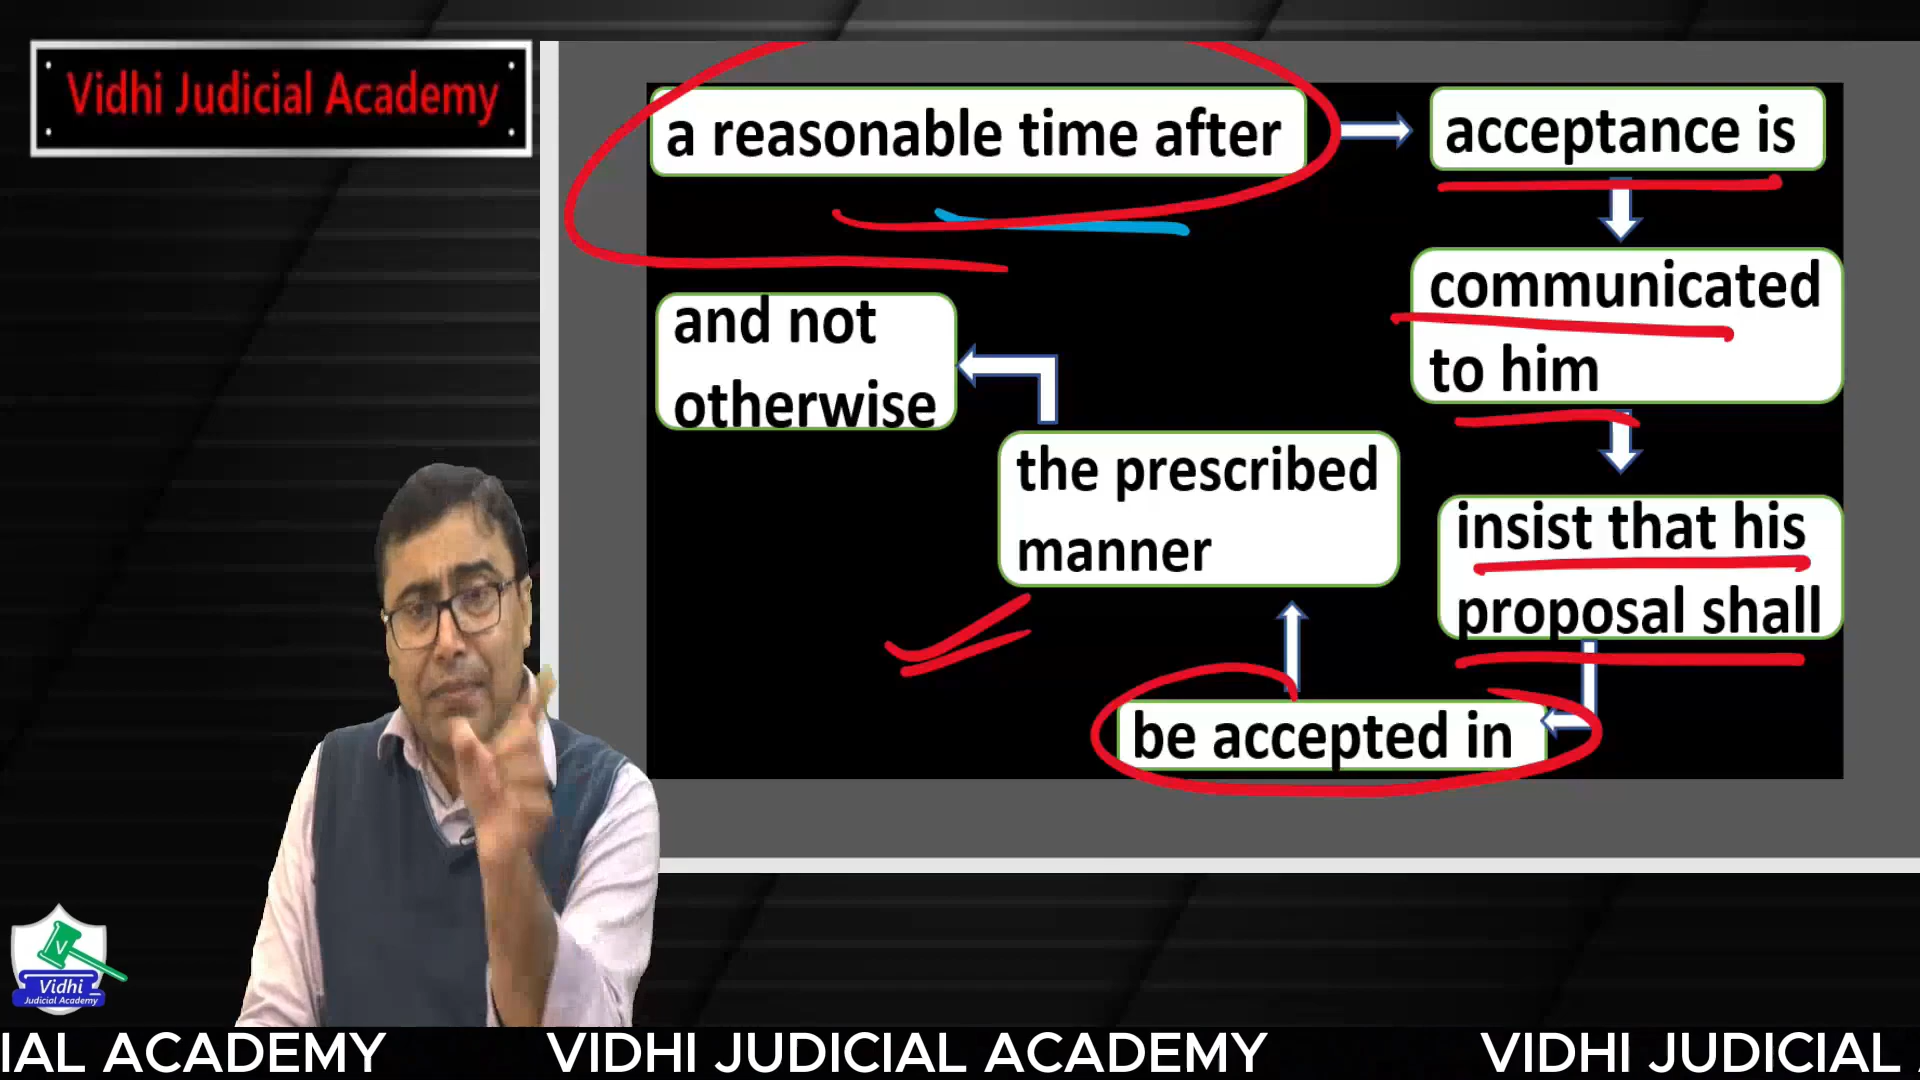 Vidhi Judicial Academy
a reasonable time after
acceptance is
communicated
to him
insist that his
proposal shall
be accepted in
the prescribed
manner
and not
otherwise
V
Vidhi
Judicial Academy
IAL ACADEMY VIDHI JUDICIAL ACADEMY VIDHI JUDICIAL